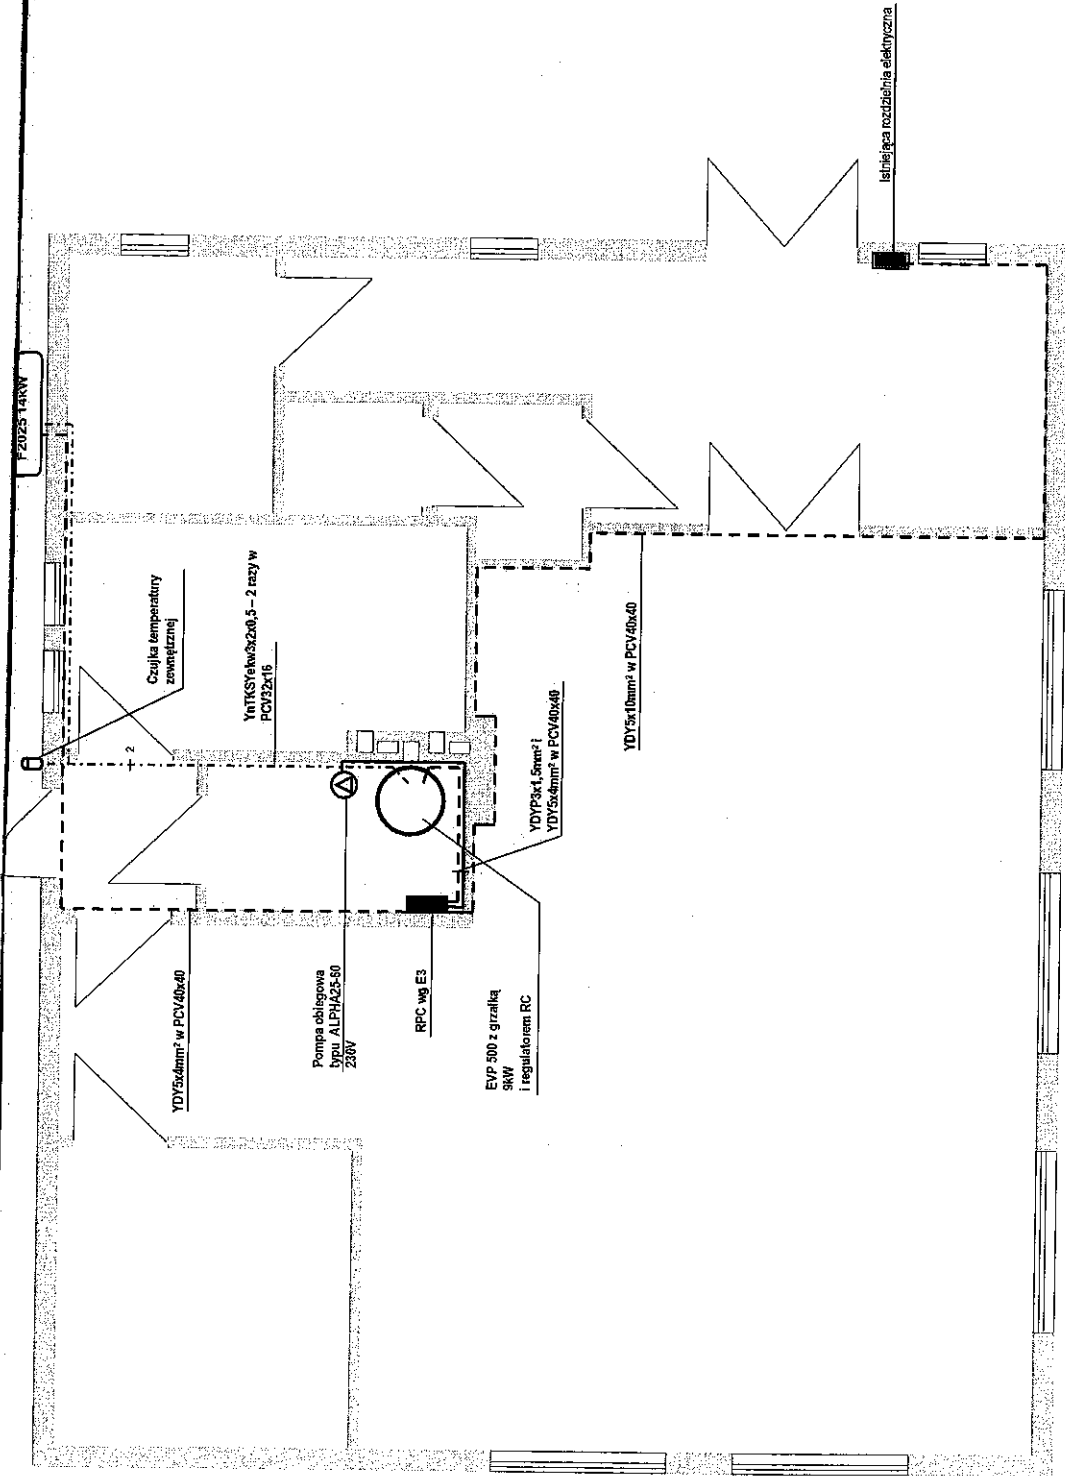 Istniejąca rozdzielnia elektryczna
F2025 14kW
Czujka temperatury
zewnętrznej
YnTKSYekw3x2x0,5 – 2 razy w
PCV32x16
2
YDY5x10mm² w PCV40x40
YDYP3x1,5mm² i
YDY5x4mm² w PCV40x40
YDY5x4mm² w PCV40x40
Pompa obiegowa
typu ALPHA25-60
230V
RPC wg E3
EVP 500 z grzałką
9kW
i regulatorem RC